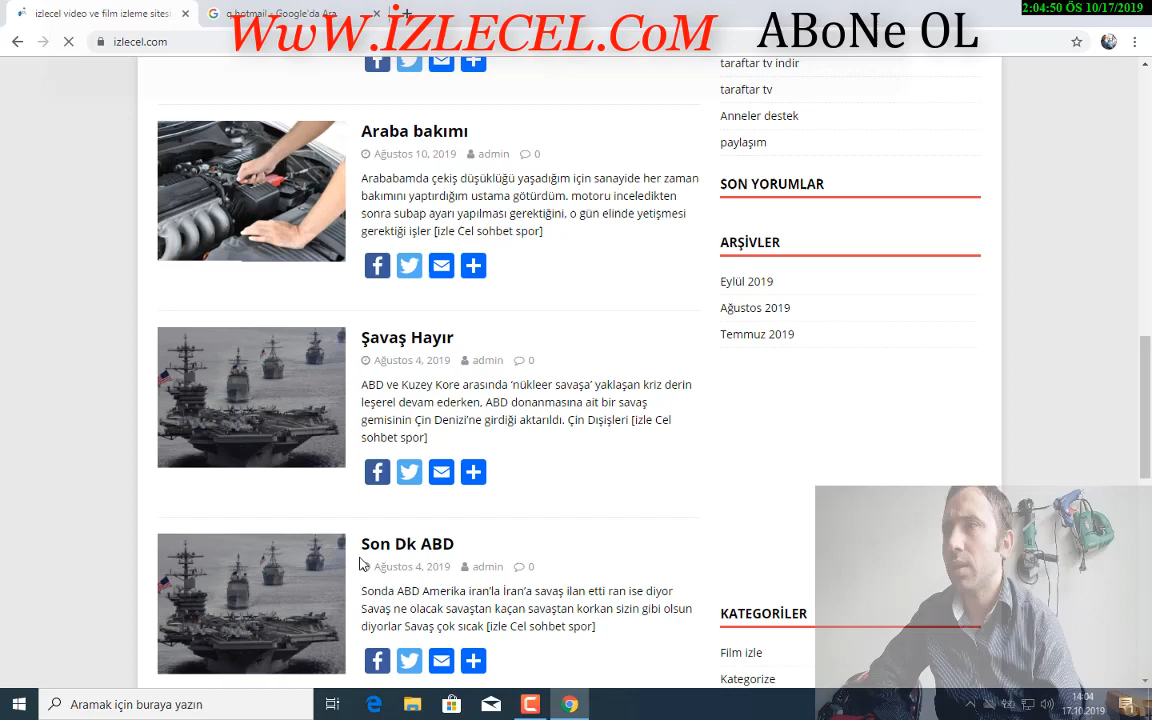 izlecel video ve film izleme sitesi
g hotmail - Google'da Ara
WwW.İZLECEL.CoM
ABoNe OL
2:04:50 ÖS 10/17/2019
izlecel.com
Araba bakımı
Ağustos 10, 2019 admin 0
Arababamda çekiş düşüklüğü yaşadığım için sanayide her zaman
bakımını yaptırdığım ustama götürdüm. motoru inceledikten
sonra subap ayarı yapılması gerektiğini, o gün elinde yetişmesi
gerektiği işler [izle Cel sohbet spor]
Şavaş Hayır
Ağustos 4, 2019 admin 0
ABD ve Kuzey Kore arasında ‘nükleer savaşa’ yaklaşan kriz derin
leşerel devam ederken, ABD donanmasına ait bir savaş
gemisinin Çin Denizi’ne girdiği aktarıldı. Çin Dışişleri [izle Cel
sohbet spor]
Son Dk ABD
Ağustos 4, 2019 admin 0
Sonda ABD Amerika iran’la İran’a savaş ilan etti ran ise diyor
Savaş ne olacak savaştan kaçan savaştan korkan sizin gibi olsun
diyorlar Savaş çok sıcak [izle Cel sohbet spor]
taraftar tv indir
taraftar tv
Anneler destek
paylaşım
SON YORUMLAR
ARŞİVLER
Eylül 2019
Ağustos 2019
Temmuz 2019
KATEGORİLER
Film izle
Kategorize
Aramak için buraya yazın
14:04
17.10.2019